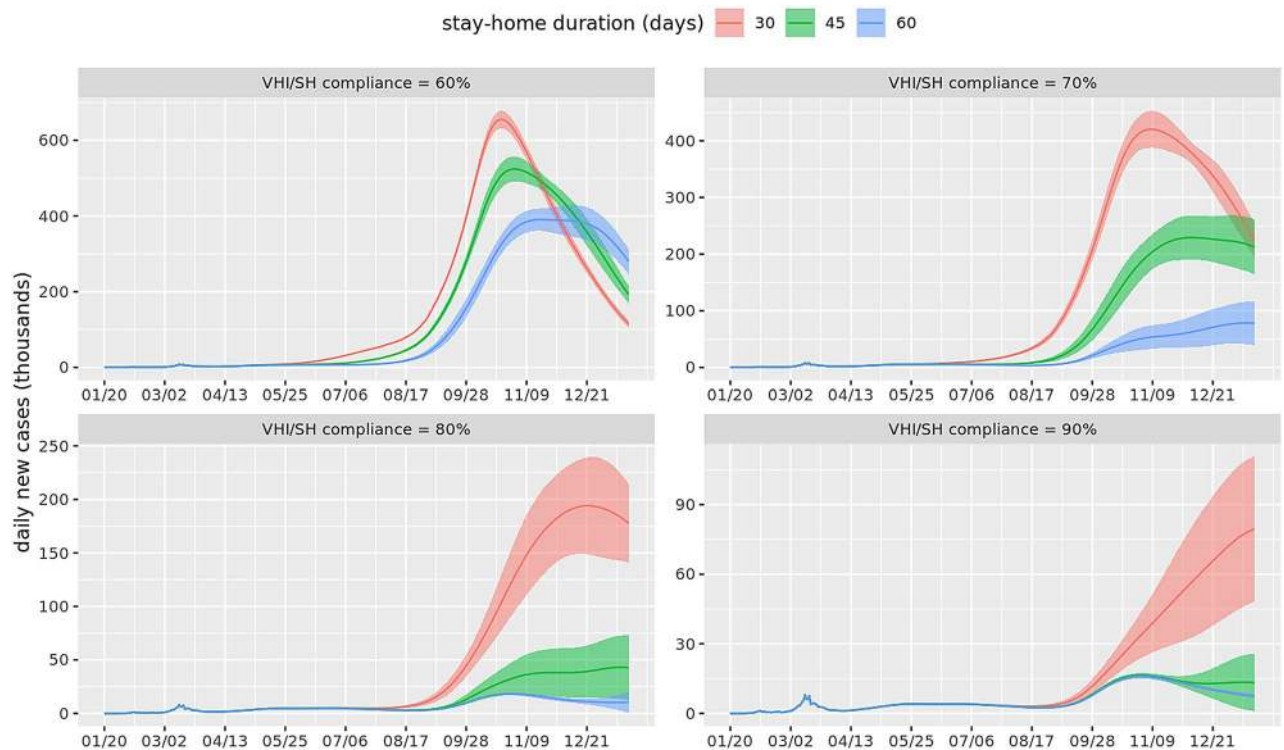 stay-home duration (days) 30 45 60
daily new cases (thousands)
VHI/SH compliance = 60%
600
400
200
0
01/20 03/02 04/13 05/25 07/06 08/17 09/28 11/09 12/21
VHI/SH compliance = 70%
400
300
200
100
0
01/20 03/02 04/13 05/25 07/06 08/17 09/28 11/09 12/21
VHI/SH compliance = 80%
250
200
150
100
50
0
01/20 03/02 04/13 05/25 07/06 08/17 09/28 11/09 12/21
VHI/SH compliance = 90%
90
60
30
0
01/20 03/02 04/13 05/25 07/06 08/17 09/28 11/09 12/21